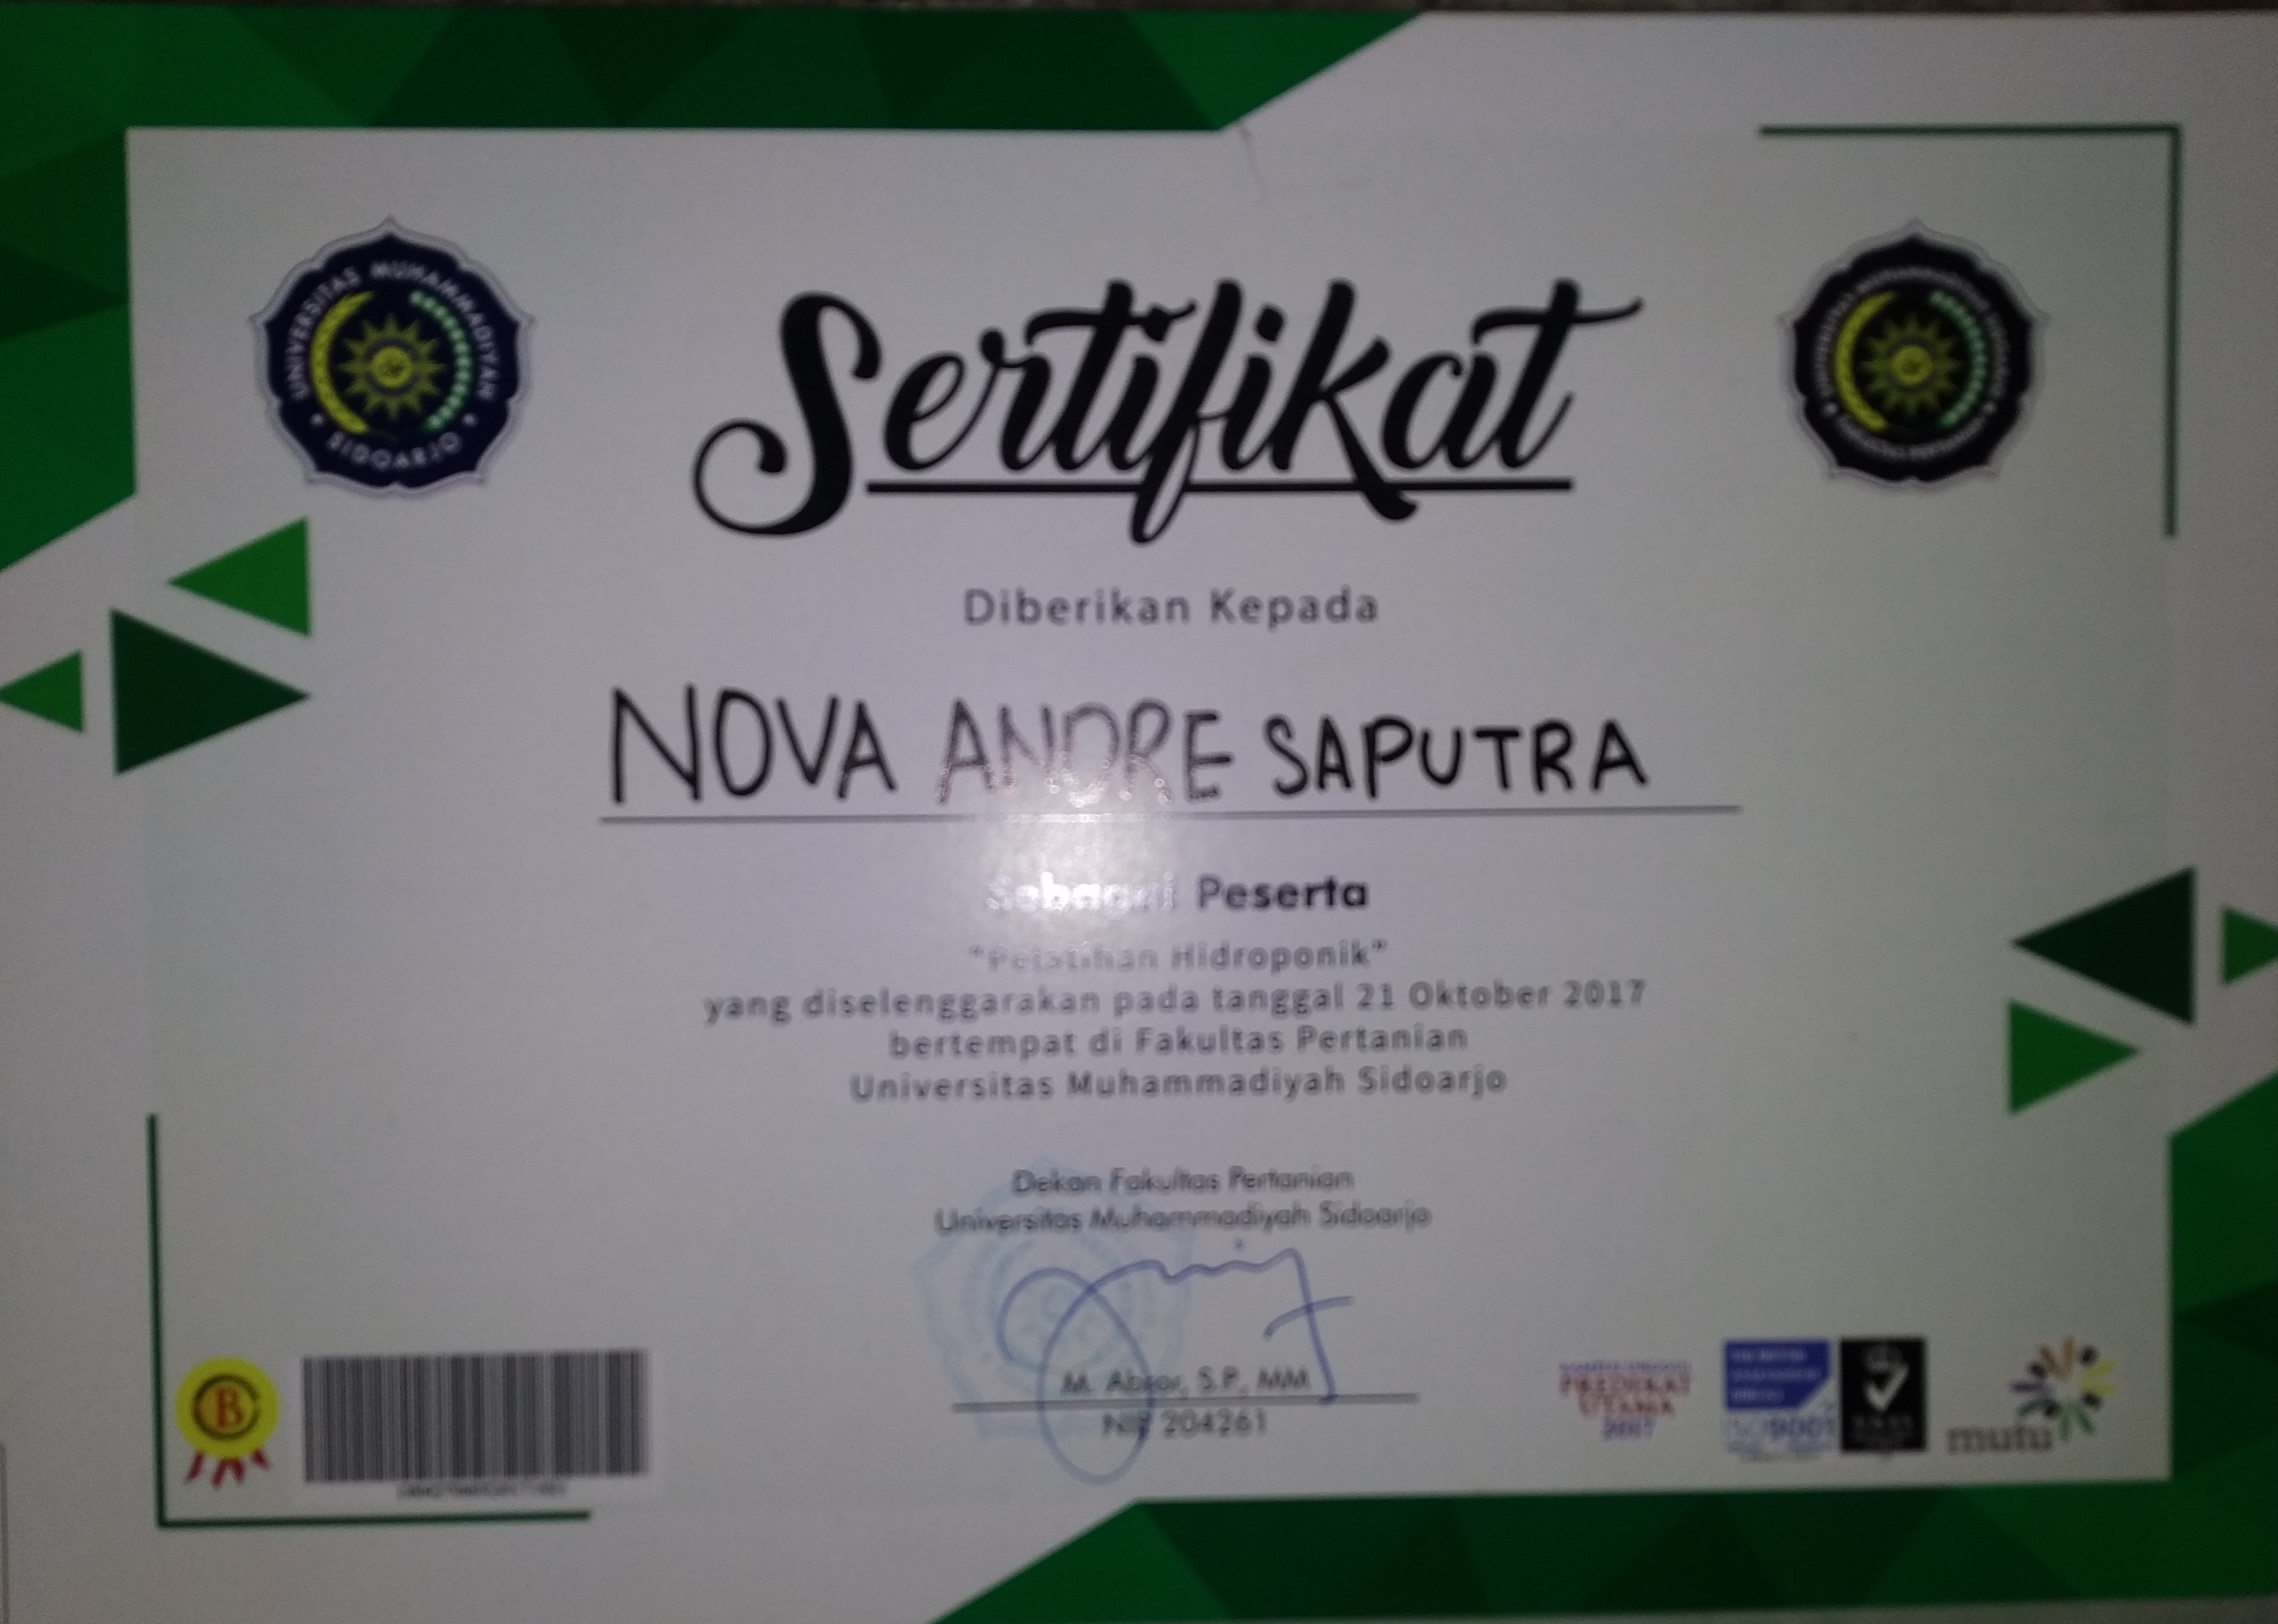 UNIVERSITAS MUHAMMADIYAH
SIDOARJO
Sertifikat
Diberikan Kepada
NOVA ANDRE SAPUTRA
Sebagai Peserta
"Pelatihan Hidroponik"
yang diselenggarakan pada tanggal 21 Oktober 2017
bertempat di Fakultas Pertanian
Universitas Muhammadiyah Sidoarjo
Dekan Fakultas Pertanian
Universitas Muhammadiyah Sidoarjo
M. Abror, S.P., MM
204261
B
PREDIKAT
UTAMA
2017
ISO 9001
mutu